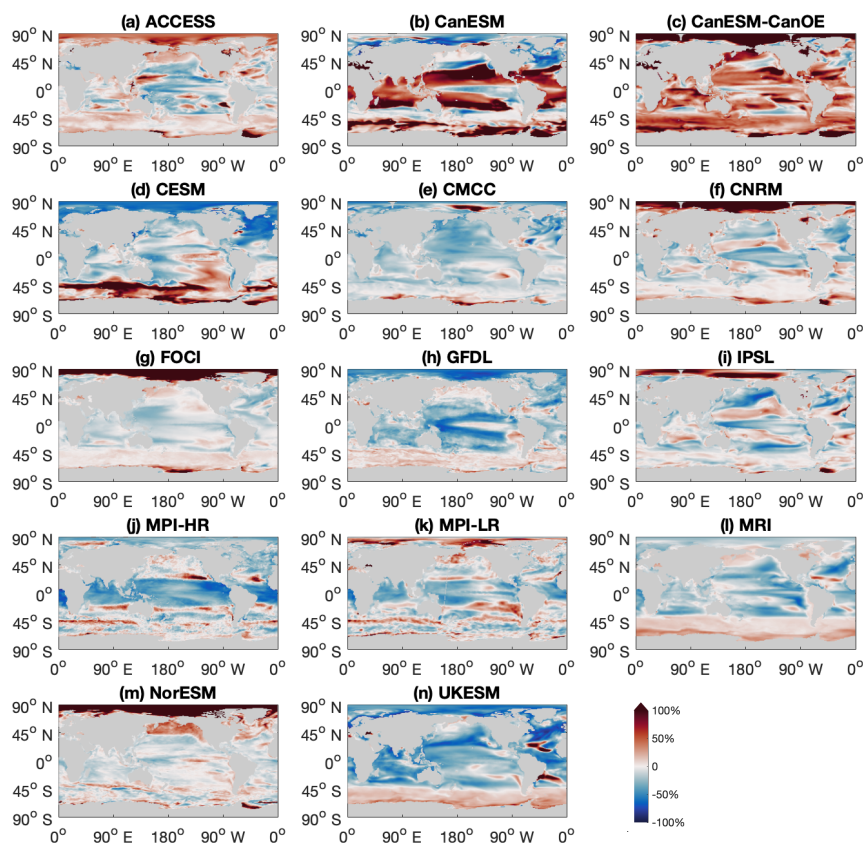 (a) ACCESS (b) CanESM (c) CanESM-CanOE
90° N 90° N 90° N
45° 45° 45°
0° 0° 0°
45° S 45° S 45° S
90° S 90° S 90° S
0° 90° E 180° 90° W 0° 0° 90° E 180° 90° W 0° 0° 90° E 180° 90° W 0°
(d) CESM (e) CMCC (f) CNRM
90° N 90° N 90° N
45° 45° 45°
0° 0° 0°
45° S 45° S 45° S
90° S 90° S 90° S
0° 90° E 180° 90° W 0° 0° 90° E 180° 90° W 0° 0° 90° E 180° 90° W 0°
(g) FOCI (h) GFDL (i) IPSL
90° N 90° N 90° N
45° 45° 45°
0° 0° 0°
45° S 45° S 45° S
90° S 90° S 90° S
0° 90° E 180° 90° W 0° 0° 90° E 180° 90° W 0° 0° 90° E 180° 90° W 0°
(j) MPI-HR (k) MPI-LR (l) MRI
90° N 90° N 90° N
45° 45° 45°
0° 0° 0°
45° S 45° S 45° S
90° S 90° S 90° S
0° 90° E 180° 90° W 0° 0° 90° E 180° 90° W 0° 0° 90° E 180° 90° W 0°
(m) NorESM (n) UKESM
90° N 90° N
45° 45°
0° 0°
45° S 45° S
90° S 90° S
0° 90° E 180° 90° W 0° 0° 90° E 180° 90° W 0°
100%
50%
0
-50%
-100%